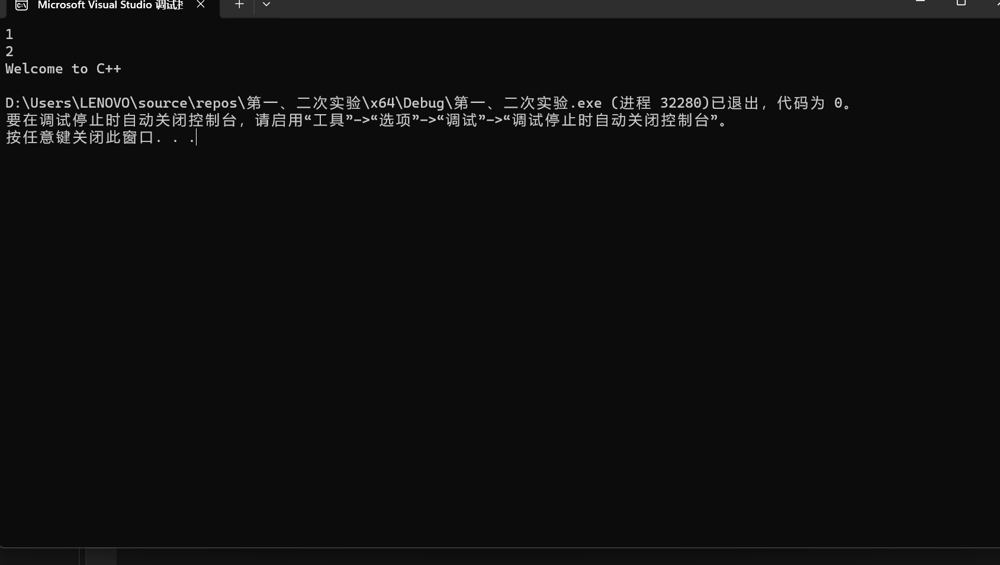 Microsoft Visual Studio 调试
1
2
Welcome to C++
D:\Users\LENOVO\source\repos\第一、二次实验\x64\Debug\第一、二次实验.exe (进程 32280)已退出，代码为 0。
要在调试停止时自动关闭控制台，请启用“工具”->“选项”->“调试”->“调试停止时自动关闭控制台”。
按任意键关闭此窗口. . .